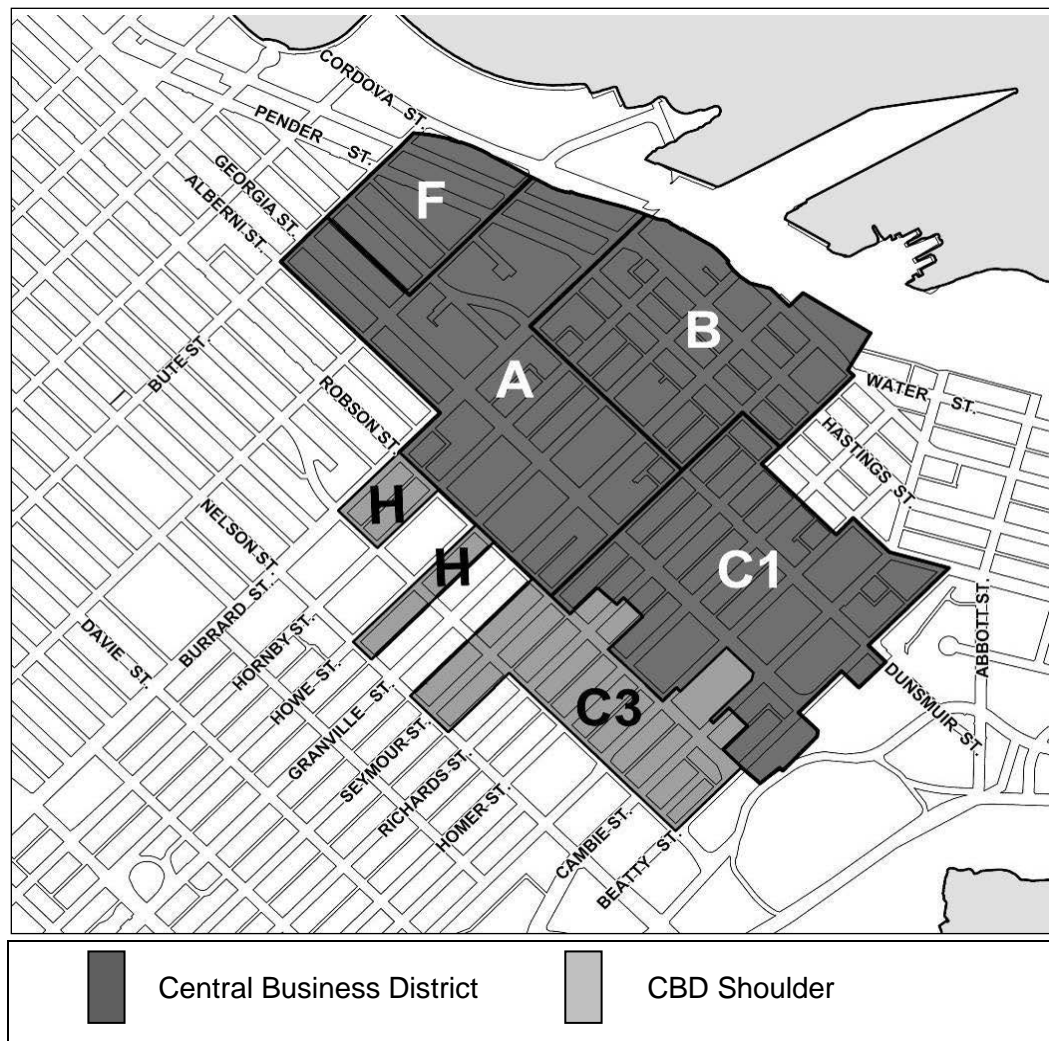 CORDOVA ST.
PENDER ST.
GEORGIA ST.
ALBERNI ST.
F
B
A
BUTE ST.
ROBSON ST.
WATER ST.
HASTINGS ST.
H
H
C1
NELSON ST.
BURRARD ST.
DAVIE ST.
HORNBY ST.
HOWE ST.
GRANVILLE ST.
SEYMOUR ST.
RICHARDS ST.
HOMER ST.
C3
CAMBIE ST.
BEATTY ST.
DUNSMUIR ST.
ABBOTT ST.
Central Business District
CBD Shoulder